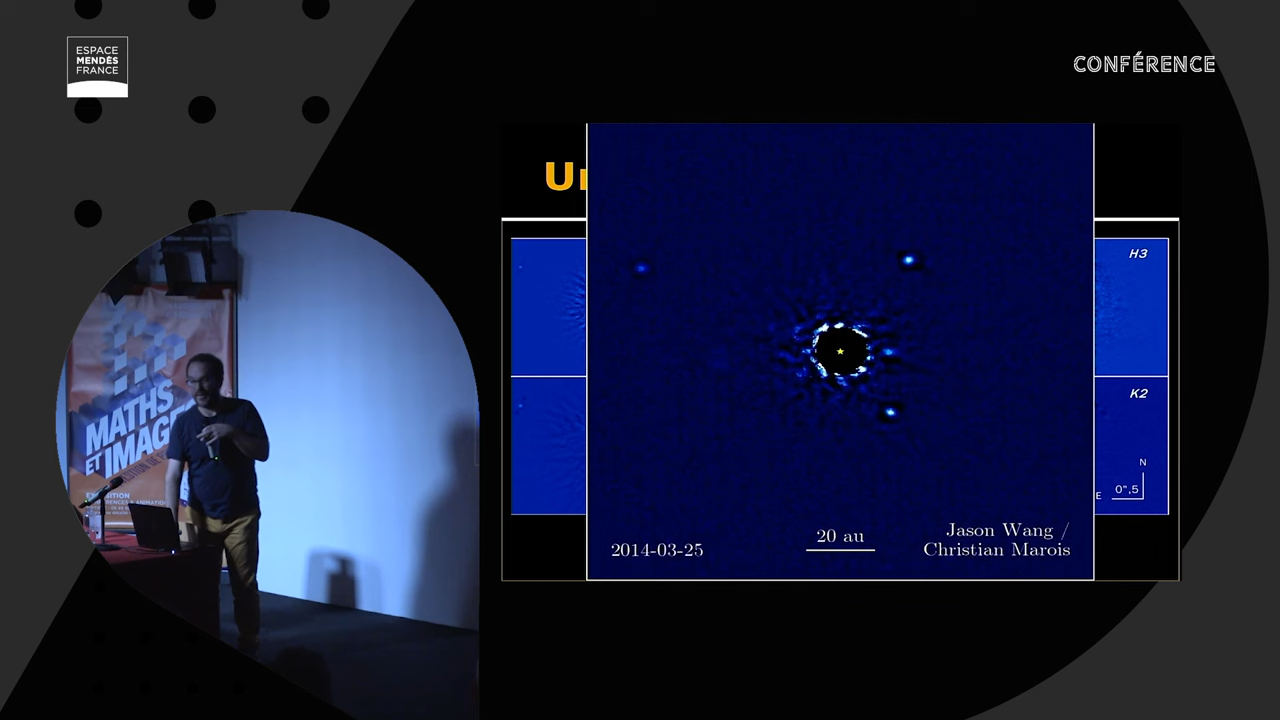 ESPACE
MENDÈS
FRANCE
CONFÉRENCE
H3
K2
N
E
0",5
2014-03-25
20 au
Jason Wang /
Christian Marois
MATHS
ET